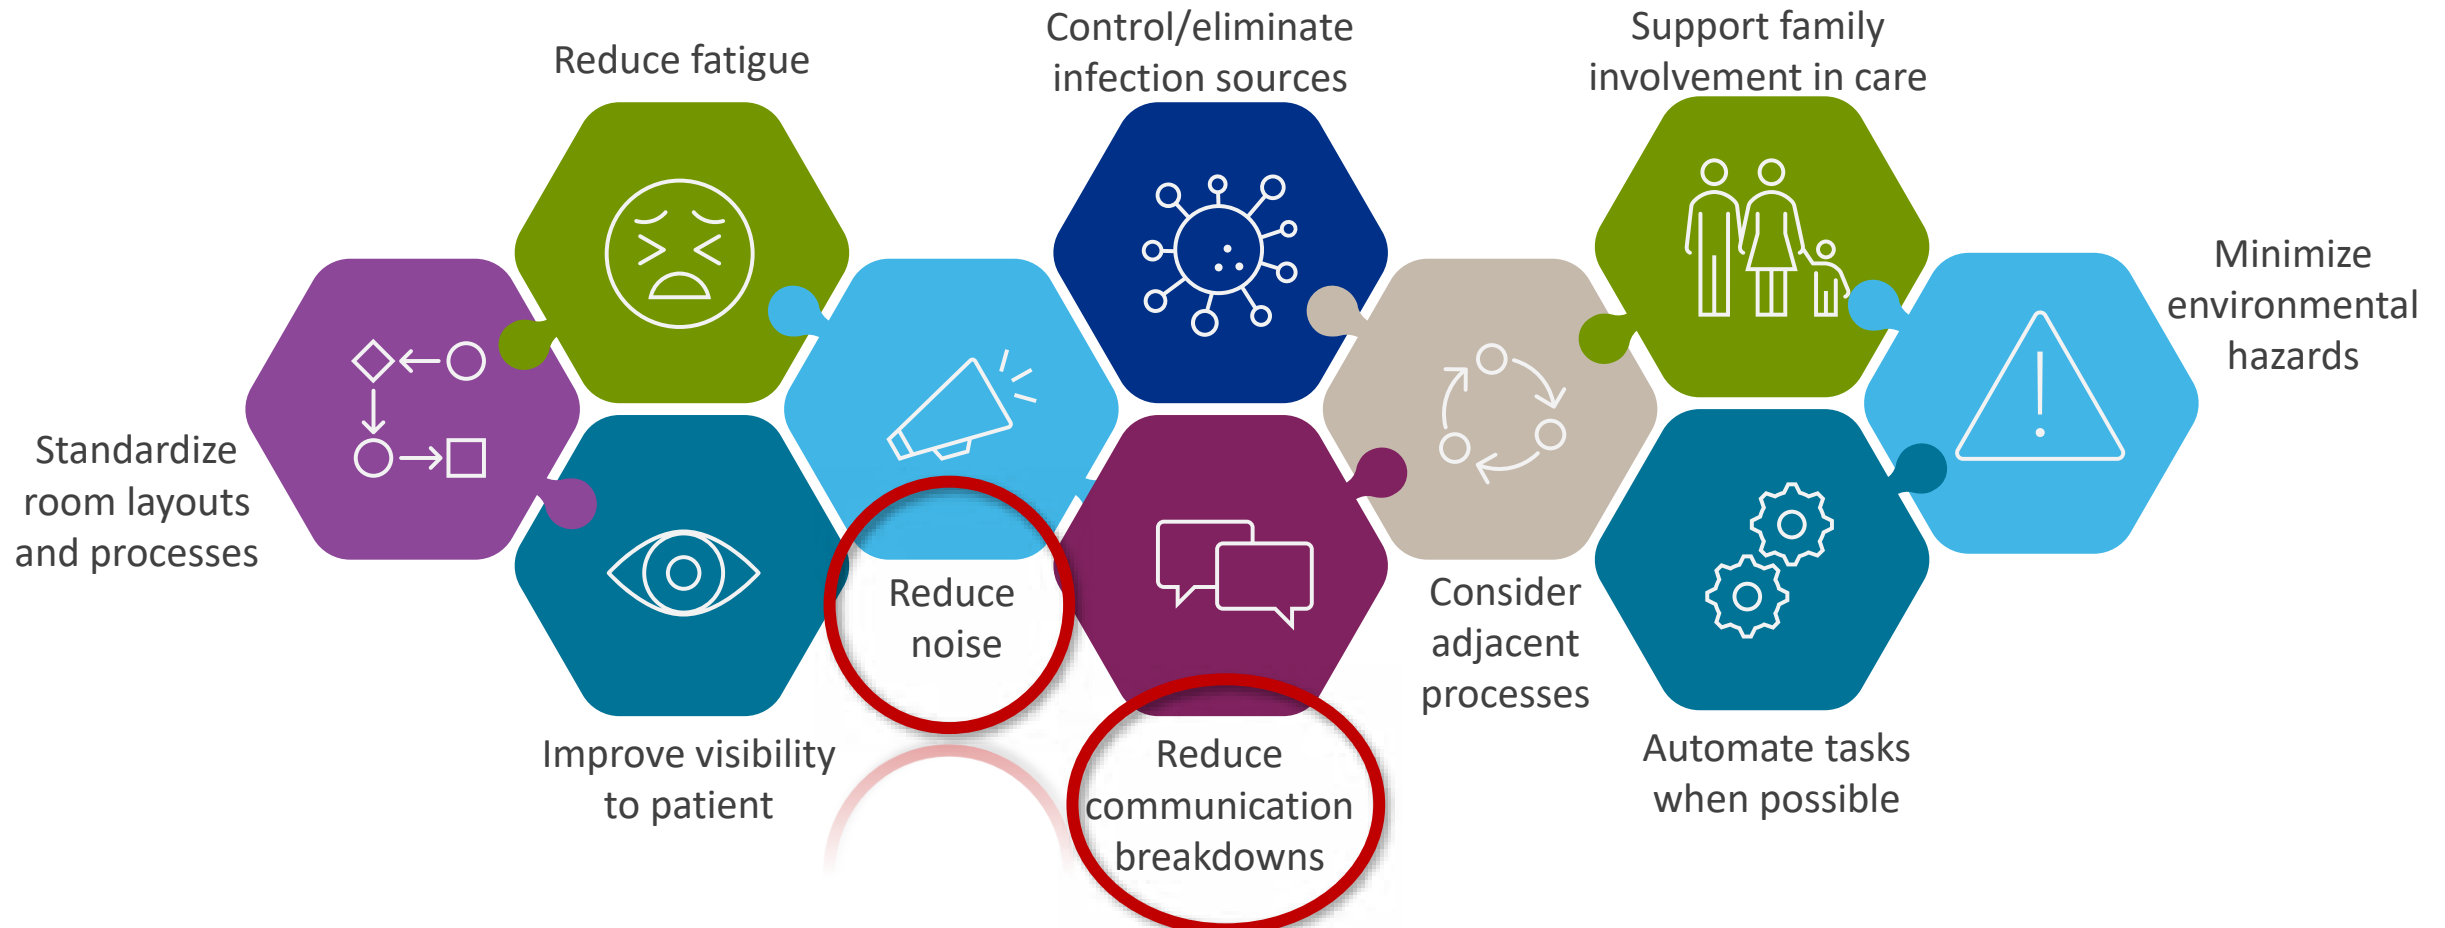 Reduce fatigue
Control/eliminate
infection sources
Support family
involvement in care
Minimize
environmental
hazards
Standardize
room layouts
and processes
Reduce
noise
Consider
adjacent
processes
Improve visibility
to patient
Reduce
communication
breakdowns
Automate tasks
when possible